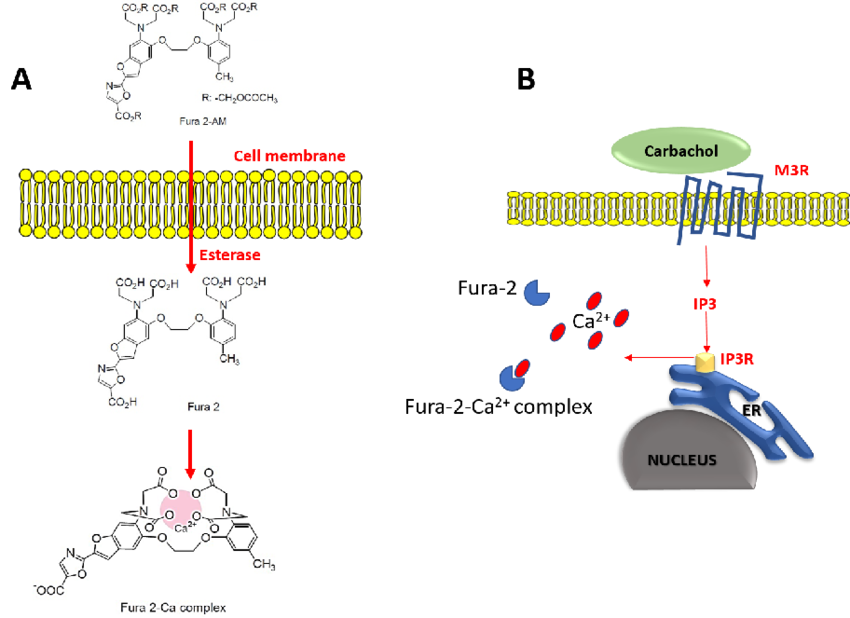 A
CO₂R CO₂R CO₂R CO₂R
N N
O O O
CH₃
N O
CO₂R
R: -CH₂OCOCH₃
Fura 2-AM
Cell membrane
Esterase
CO₂H CO₂H CO₂H CO₂H
N N
O O O
CH₃
N O
CO₂H
Fura 2
O O
O O
N O O N
O Ca²⁺ O
O O O
N O
CH₃
⁻OOC
Fura 2-Ca complex
B
Carbachol
M3R
Fura-2
IP3
Ca²⁺
IP3R
Fura-2-Ca²⁺ complex
ER
NUCLEUS